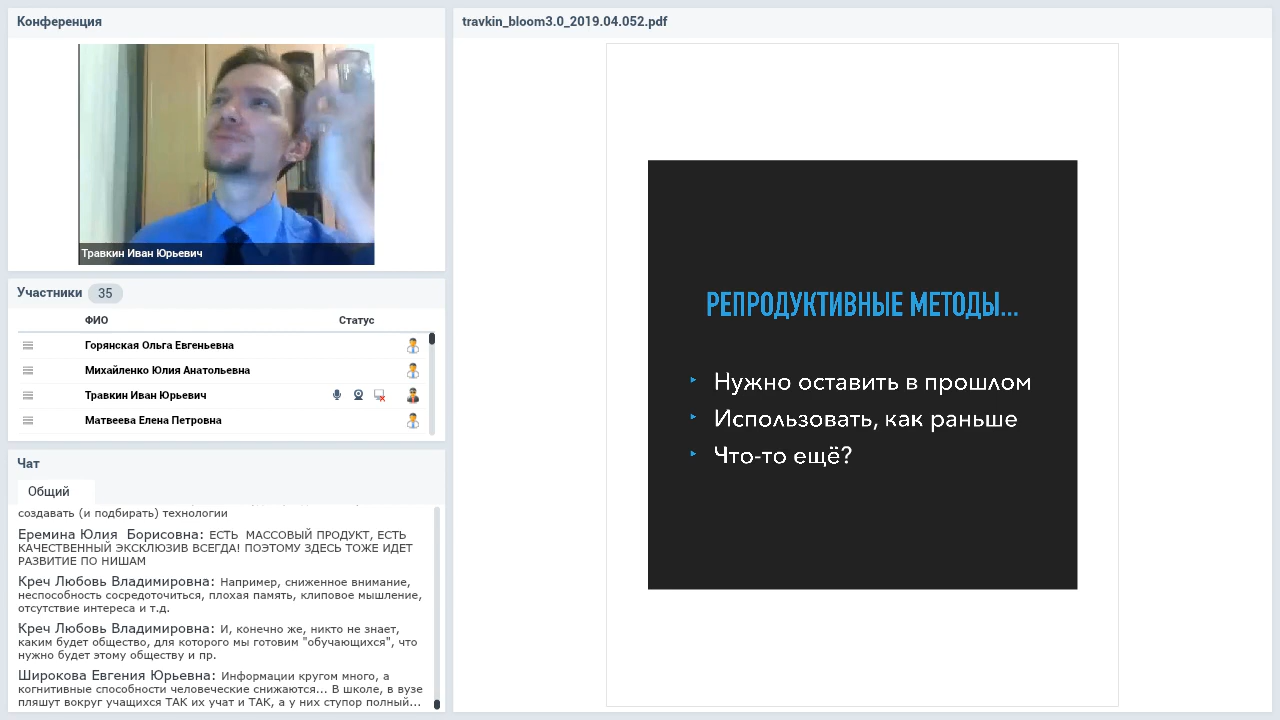 Конференция
Травкин Иван Юрьевич
Участники 35
ФИО Статус
Горянская Ольга Евгеньевна
Михайленко Юлия Анатольевна
Травкин Иван Юрьевич
Матвеева Елена Петровна
Чат
Общий
создавать (и подбирать) технологии
Еремина Юлия Борисовна: ЕСТЬ МАССОВЫЙ ПРОДУКТ, ЕСТЬ
КАЧЕСТВЕННЫЙ ЭКСКЛЮЗИВ ВСЕГДА! ПОЭТОМУ ЗДЕСЬ ТОЖЕ ИДЕТ
РАЗВИТИЕ ПО НИШАМ
Креч Любовь Владимировна: Например, сниженное внимание,
неспособность сосредоточиться, плохая память, клиповое мышление,
отсутствие интереса и т.д.
Креч Любовь Владимировна: И, конечно же, никто не знает,
каким будет общество, для которого мы готовим "обучающихся", что
нужно будет этому обществу и пр.
Широкова Евгения Юрьевна: Информации кругом много, а
когнитивные способности человеческие снижаются... В школе, в вузе
пляшут вокруг учащихся ТАК их учат и ТАК, а у них ступор полный...
travkin_bloom3.0_2019.04.052.pdf
РЕПРОДУКТИВНЫЕ МЕТОДЫ...
Нужно оставить в прошлом
Использовать, как раньше
Что-то ещё?